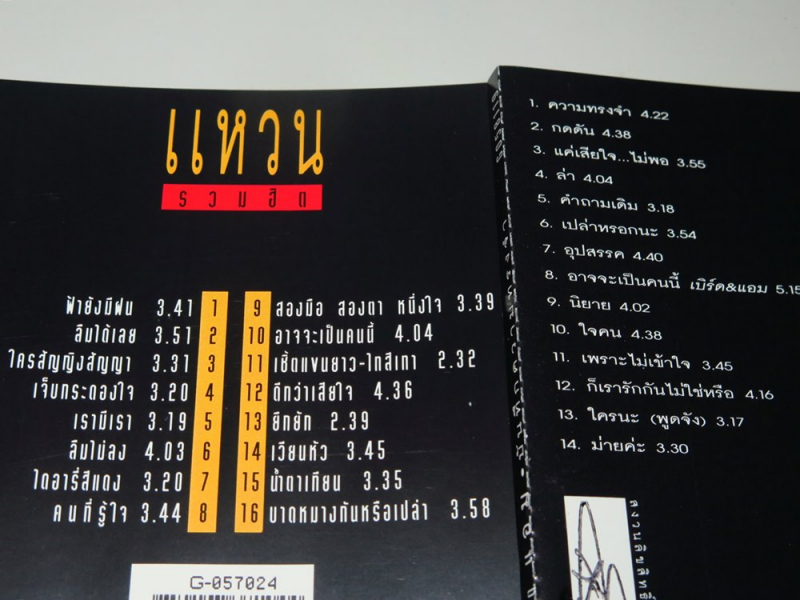 แหวน
รวมฮิต
ฟ้ายังมีฝน 3.41 1
ลืมได้เลย 3.51 2
ใครสัญญิงสัญญา 3.31 3
เจ็บกระดองใจ 3.20 4
เรามีเรา 3.19 5
ลืมไม่ลง 4.03 6
ไดอารี่สีแดง 3.20 7
คนที่รู้ใจ 3.44 8
9 สองมือ สองตา หนึ่งใจ 3.39
10 อาจจะเป็นคนนี้ 4.04
11 เชิ้ตแขนยาว-ไทสีเทา 2.32
12 ดีกว่าเสียใจ 4.36
13 ยึกยัก 2.39
14 เวียนหัว 3.45
15 น้ำตาเทียน 3.35
16 บาดหมางกันหรือเปล่า 3.58
G-057024
1. ความทรงจำ 4.22
2. กดดัน 4.38
3. แค่เสียใจ...ไม่พอ 3.55
4. ล่า 4.04
5. คำถามเดิม 3.18
6. เปล่าหรอกนะ 3.54
7. อุปสรรค 4.40
8. อาจจะเป็นคนนี้ เบิร์ด&แอม 5.15
9. นิยาย 4.02
10. ใจคน 4.38
11. เพราะไม่เข้าใจ 3.45
12. ก็เรารักกันไม่ใช่หรือ 4.16
13. ใครนะ (พูดจัง) 3.17
14. ม่ายค่ะ 3.30
สงวนลิขสิทธิ์